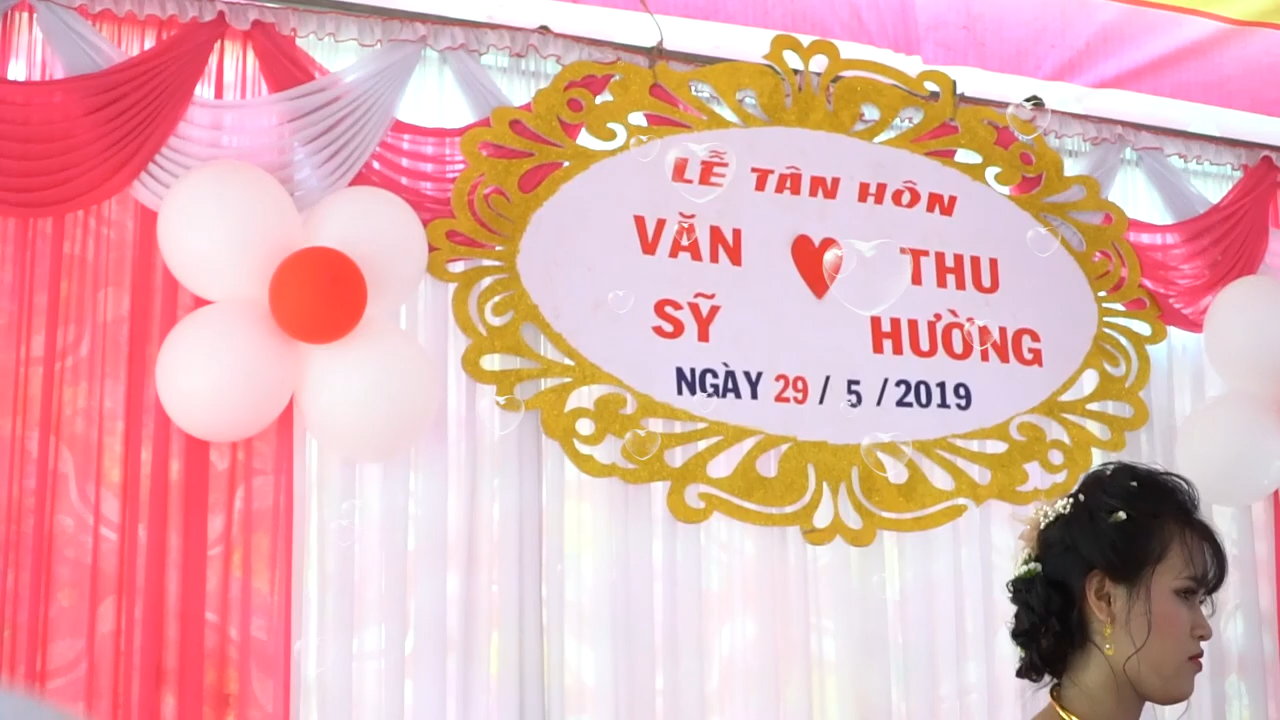 LỄ TÂN HÔN
VĂN THU
SỸ HƯỜNG
NGÀY 29 / 5 / 2019